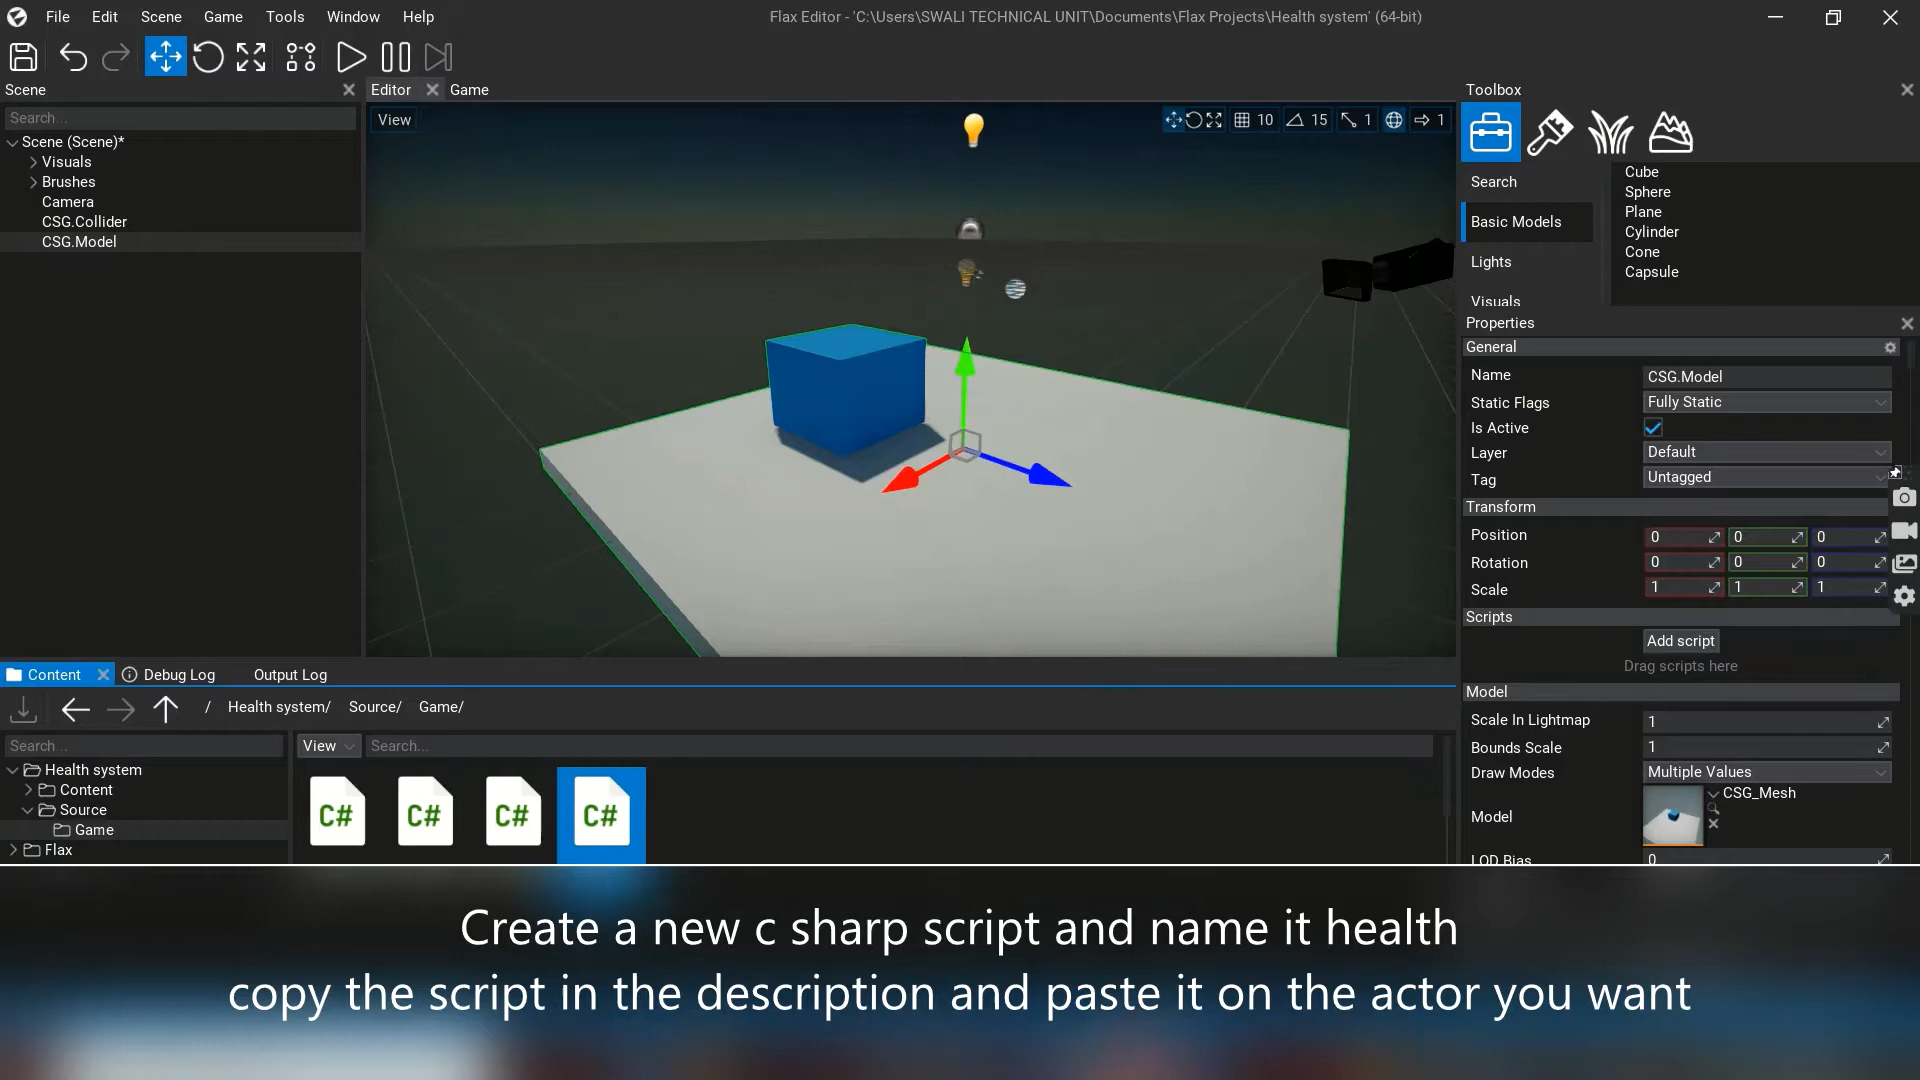 File Edit Scene Game Tools Window Help
Flax Editor - 'C:\Users\SWALI TECHNICAL UNIT\Documents\Flax Projects\Health system' (64-bit)
Scene
Search...
Scene (Scene)*
Visuals
Brushes
Camera
CSG.Collider
CSG.Model
Editor Game
View
10 15 1 1
Toolbox
Search
Basic Models
Lights
Visuals
Cube
Sphere
Plane
Cylinder
Cone
Capsule
Properties
General
Name CSG.Model
Static Flags Fully Static
Is Active
Layer Default
Tag Untagged
Transform
Position 0 0 0
Rotation 0 0 0
Scale 1 1 1
Scripts
Add script
Drag scripts here
Model
Scale In Lightmap 1
Bounds Scale 1
Draw Modes Multiple Values
Model CSG_Mesh
LOD Bias 0
Content Debug Log Output Log
/ Health system/ Source/ Game/
Search...
Health system
Content
Source
Game
Flax
View Search...
C# C# C# C#
Create a new c sharp script and name it health
copy the script in the description and paste it on the actor you want